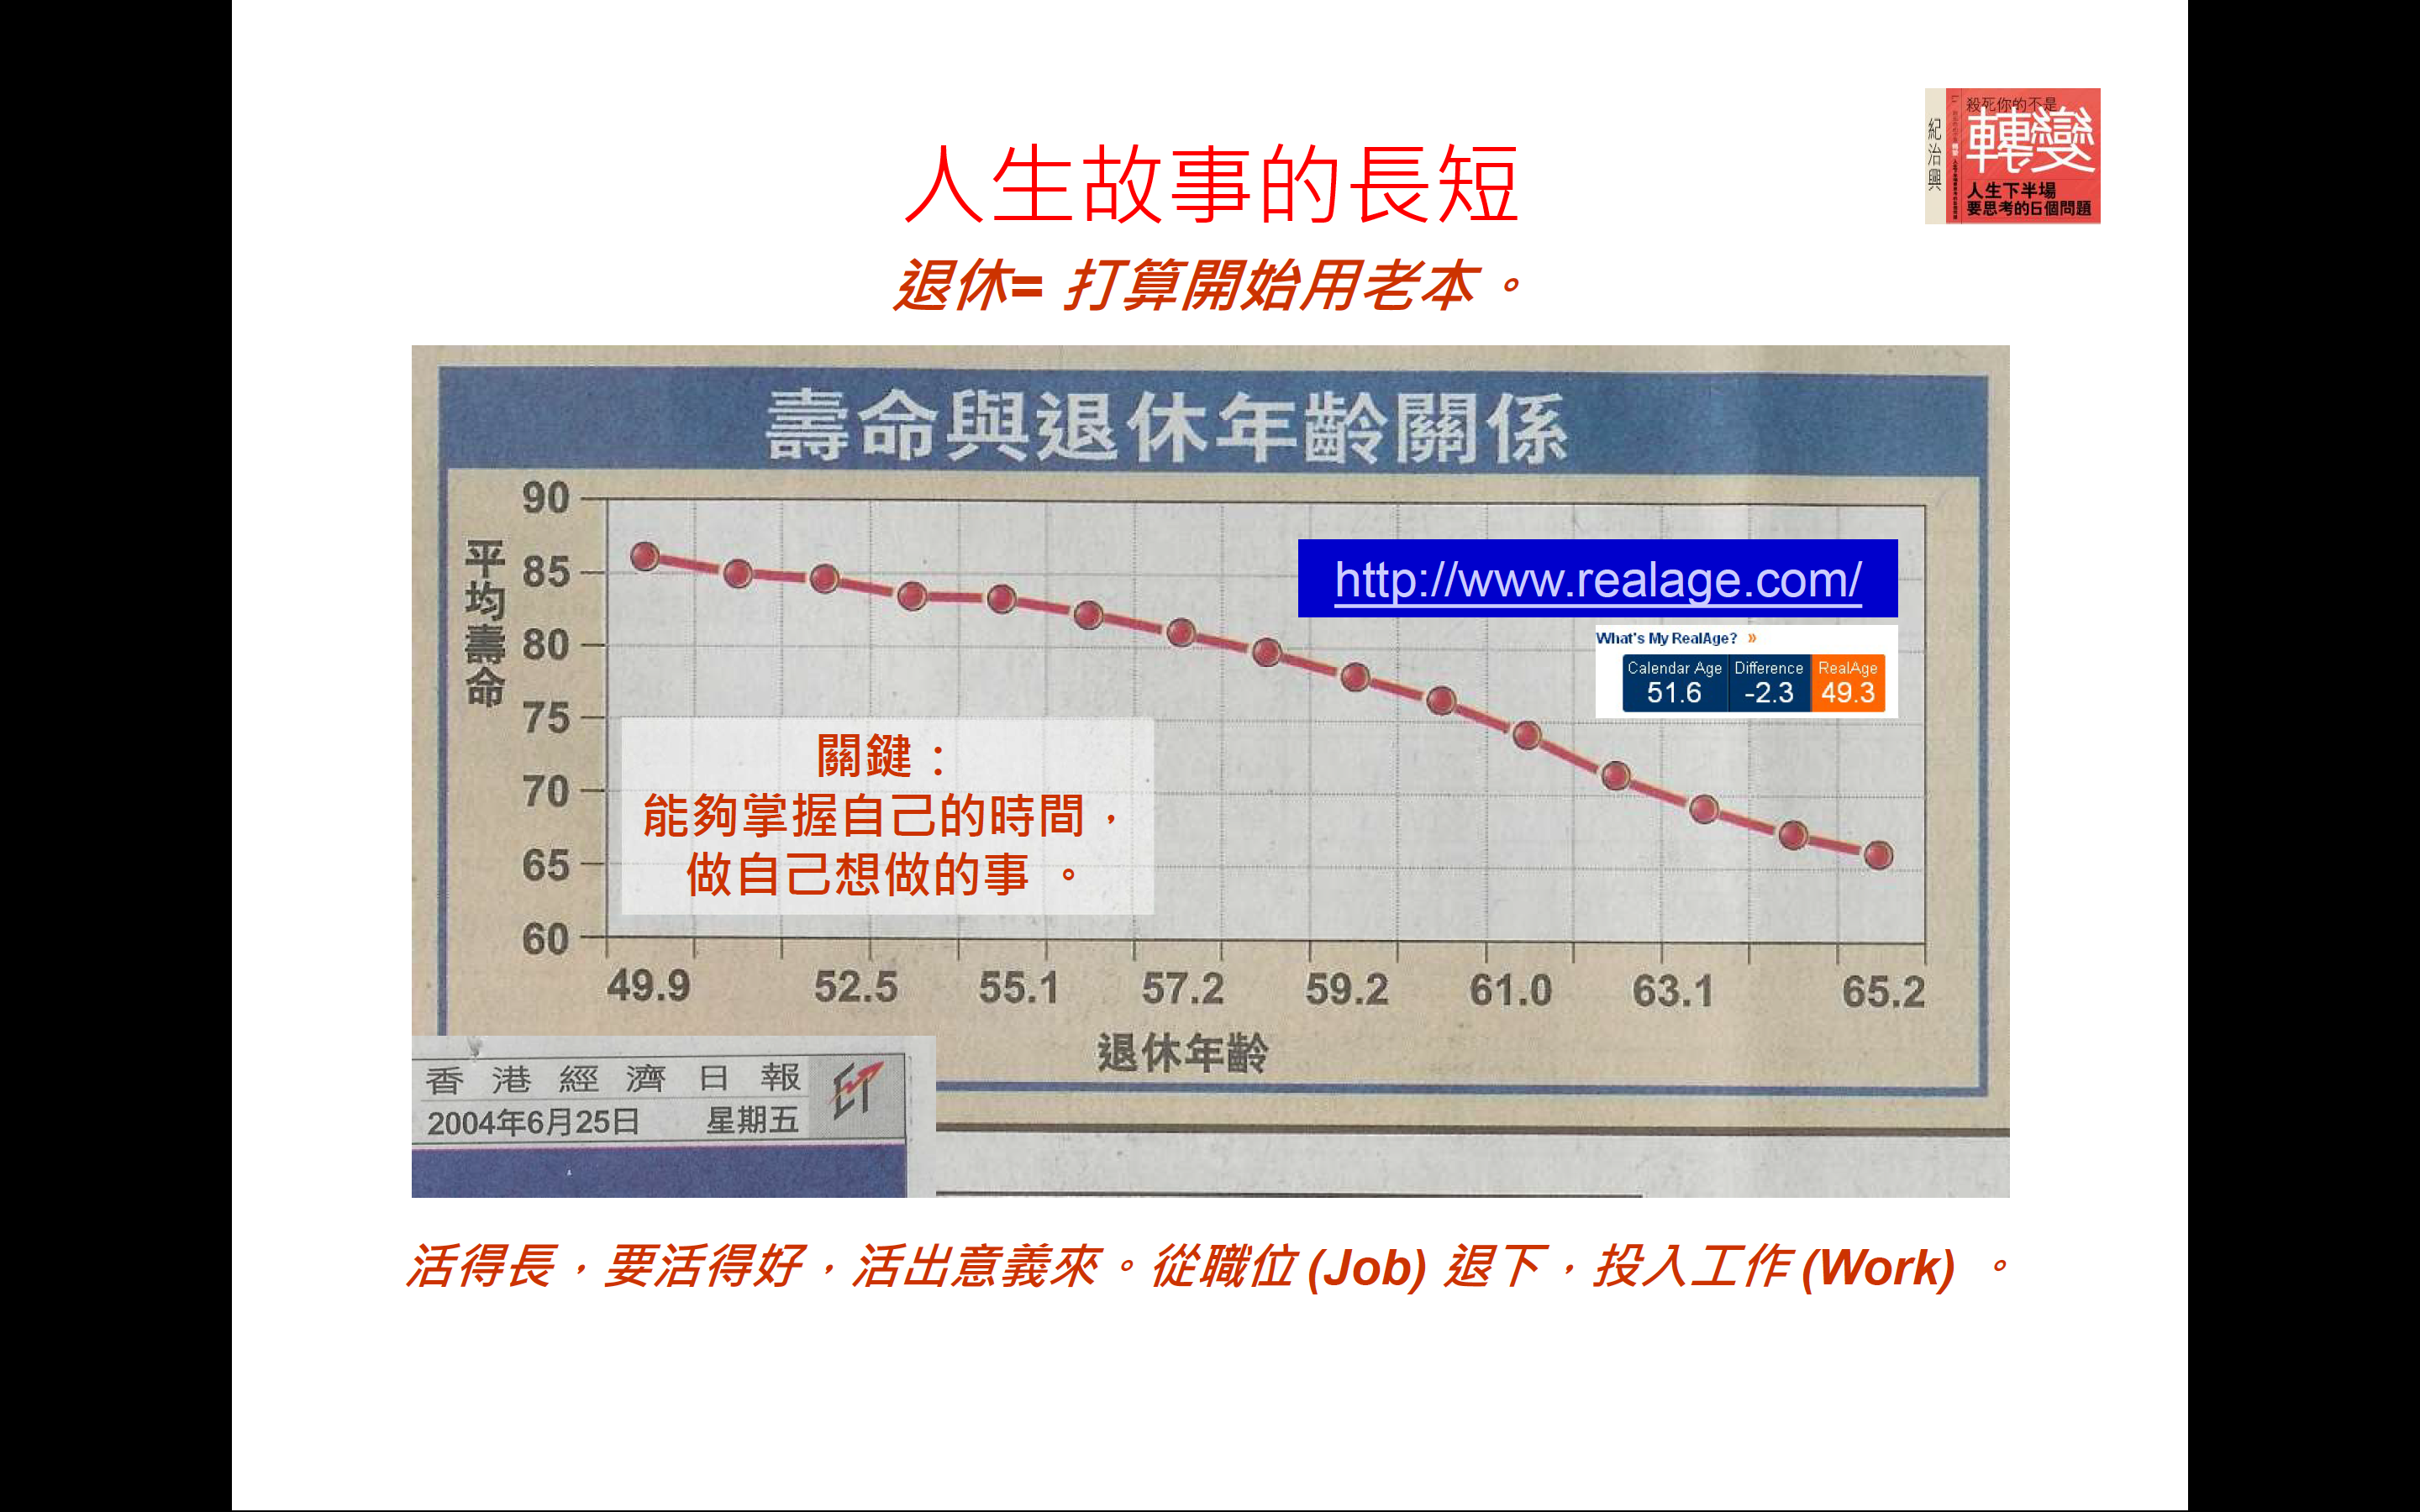 人生故事的長短
退休= 打算開始用老本。
紀治興
殺死你的不是
轉變
人生下半場
要思考的6個問題
壽命與退休年齡關係
平均壽命
90
85
80
75
70
65
60
http://www.realage.com/
What's My RealAge? »
Calendar Age Difference RealAge
51.6 -2.3 49.3
關鍵：
能夠掌握自己的時間，
做自己想做的事 。
49.9 52.5 55.1 57.2 59.2 61.0 63.1 65.2
退休年齡
香港經濟日報
ET
2004年6月25日 星期五
活得長，要活得好，活出意義來。從職位 (Job) 退下，投入工作 (Work) 。